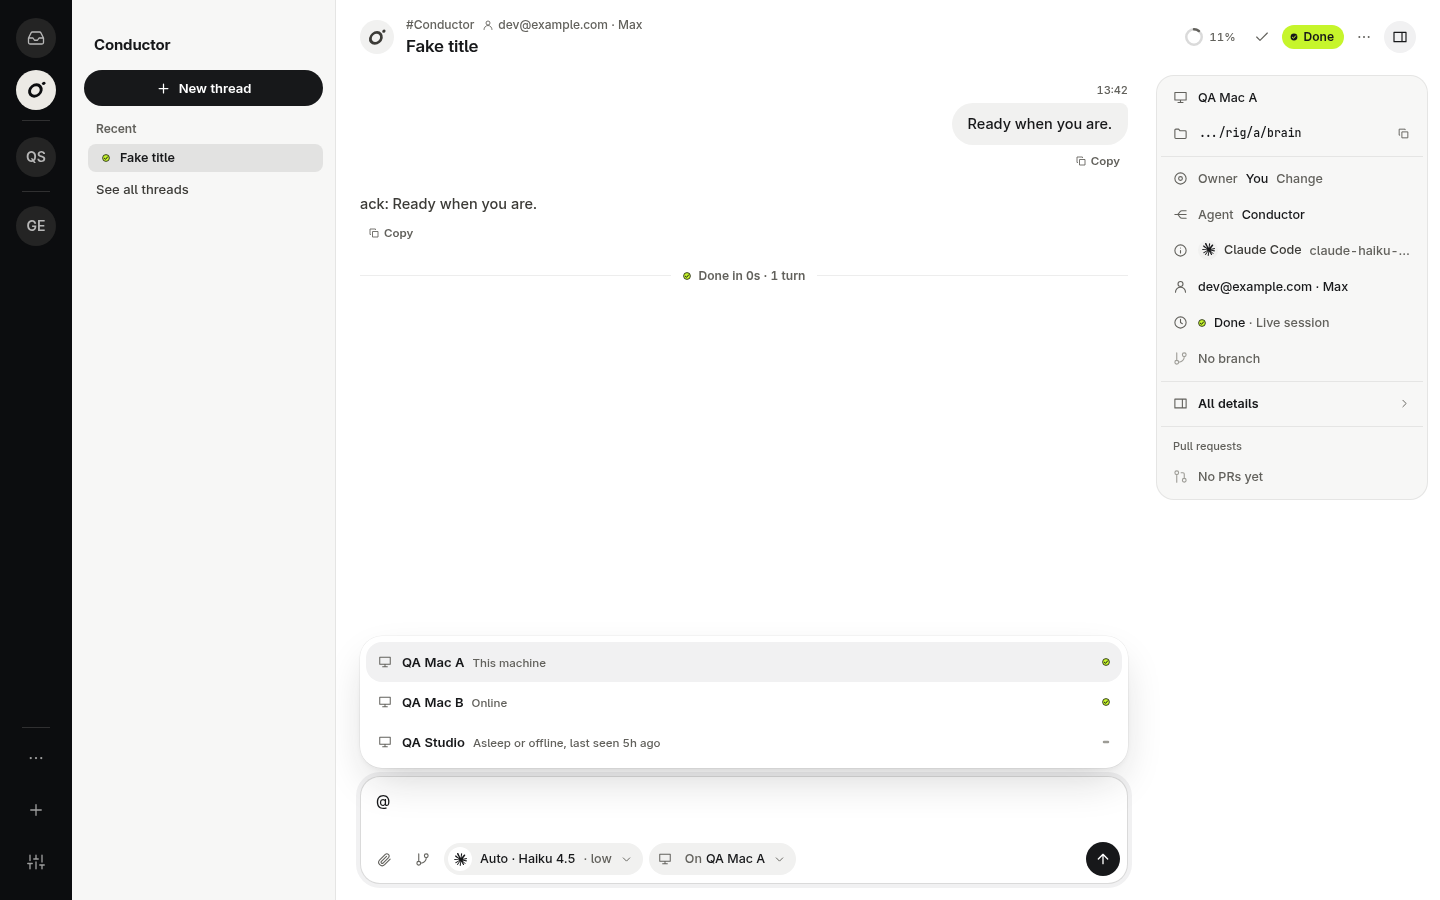 QS
GE
Conductor
New thread
Recent
Fake title
See all threads
#Conductor dev@example.com · Max
Fake title
11%
Done
13:42
Ready when you are.
Copy
ack: Ready when you are.
Copy
Done in 0s · 1 turn
QA Mac A This machine
QA Mac B Online
QA Studio Asleep or offline, last seen 5h ago
@
Auto · Haiku 4.5 · low
On QA Mac A
QA Mac A
.../rig/a/brain
Owner You Change
Agent Conductor
Claude Code claude-haiku-...
dev@example.com · Max
Done · Live session
No branch
All details
Pull requests
No PRs yet